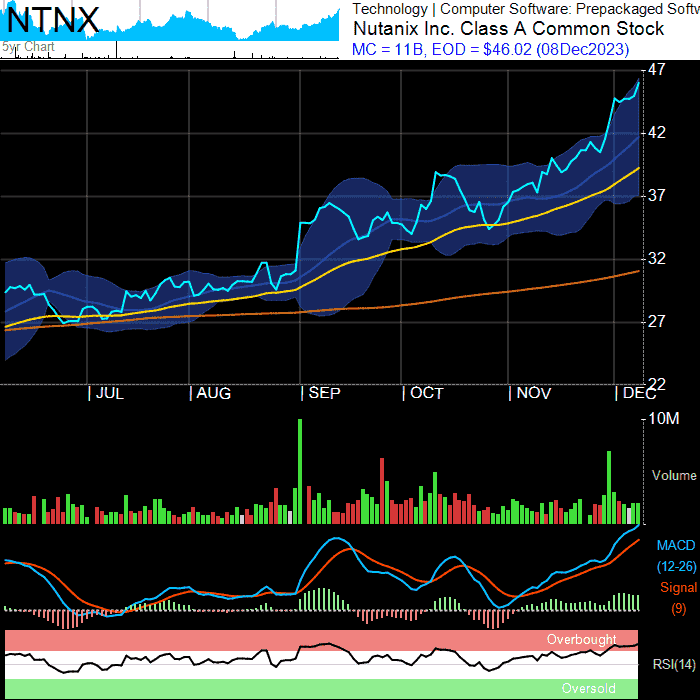 NTNX
5yr Chart
Technology | Computer Software: Prepackaged Softw
Nutanix Inc. Class A Common Stock
MC = 11B, EOD = $46.02 (08Dec2023)
47
42
37
32
27
22
| JUL
| AUG
| SEP
| OCT
| NOV
| DEC
10M
Volume
MACD
(12-26)
Signal
(9)
Overbought
RSI(14)
Oversold